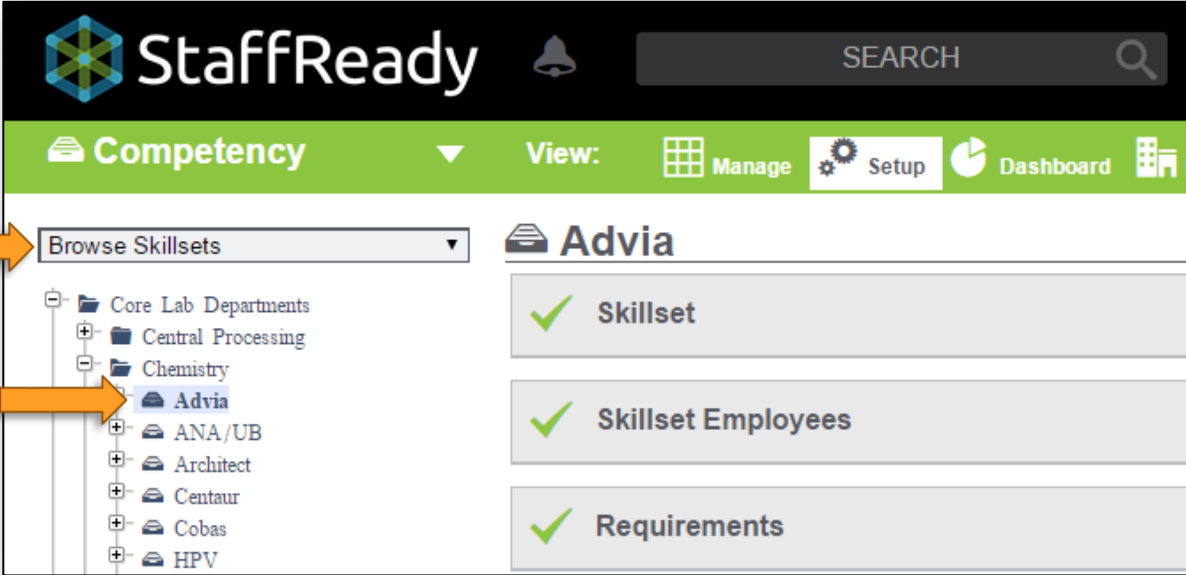 StaffReady
SEARCH
Competency
View:
Manage
Setup
Dashboard
Browse Skillsets
Advia
Core Lab Departments
Central Processing
Chemistry
Advia
ANA/UB
Architect
Centaur
Cobas
HPV
Skillset
Skillset Employees
Requirements